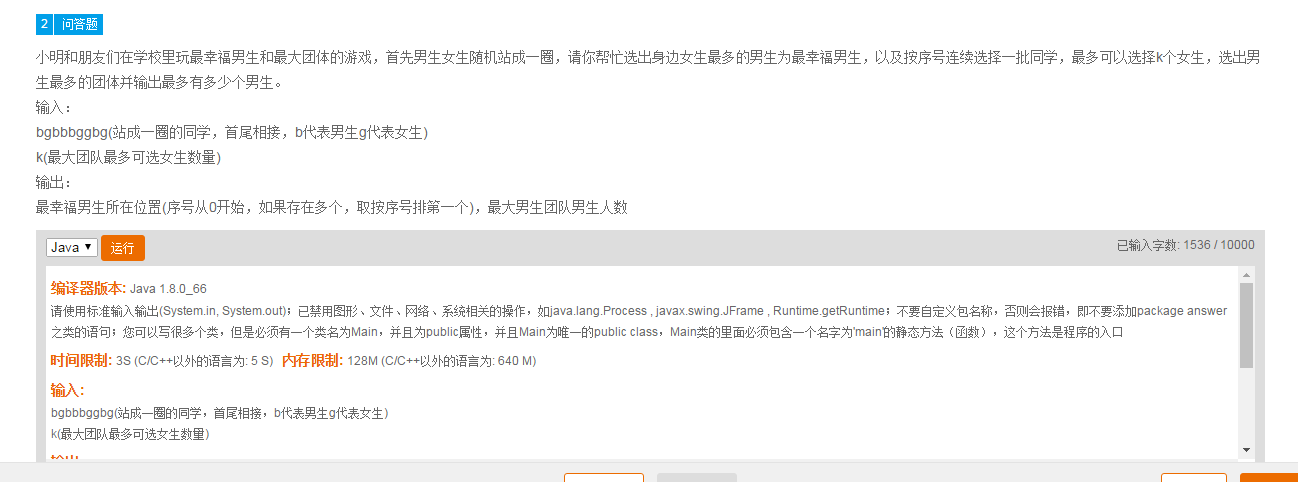 2 问答题
小明和朋友们在学校里玩最幸福男生和最大团体的游戏，首先男生女生随机站成一圈，请你帮忙选出身边女生最多的男生为最幸福男生，以及按序号连续选择一批同学，最多可以选择k个女生，选出男
生最多的团体并输出最多有多少个男生。
输入：
bgbbbggbg(站成一圈的同学，首尾相接，b代表男生g代表女生)
k(最大团队最多可选女生数量)
输出：
最幸福男生所在位置(序号从0开始，如果存在多个，取按序号排第一个)，最大男生团队男生人数
Java 运行 已输入字数: 1536 / 10000
编译器版本: Java 1.8.0_66
请使用标准输入输出(System.in, System.out)；已禁用图形、文件、网络、系统相关的操作，如java.lang.Process , javax.swing.JFrame , Runtime.getRuntime；不要自定义包名称，否则会报错，即不要添加package answer
之类的语句；您可以写很多个类，但是必须有一个类名为Main，并且为public属性，并且Main为唯一的public class，Main类的里面必须包含一个名字为'main'的静态方法（函数），这个方法是程序的入口
时间限制: 3S (C/C++以外的语言为: 5 S) 内存限制: 128M (C/C++以外的语言为: 640 M)
输入:
bgbbbggbg(站成一圈的同学，首尾相接，b代表男生g代表女生)
k(最大团队最多可选女生数量)